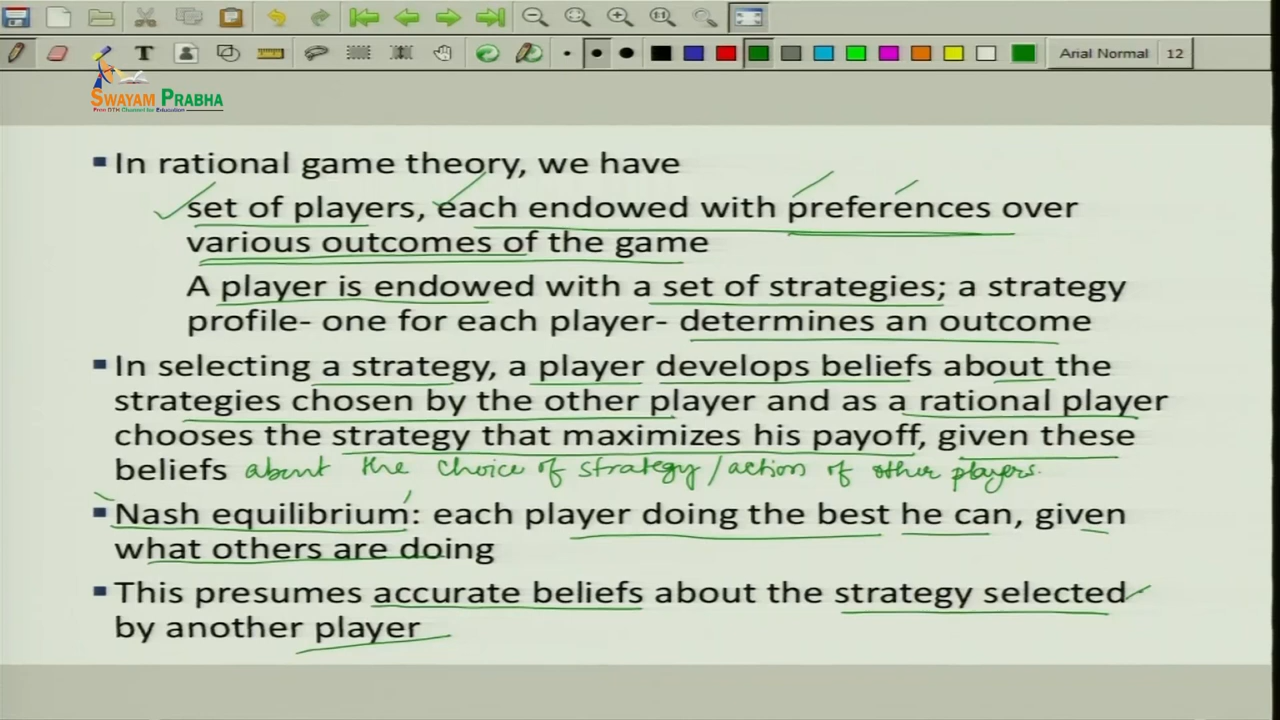 Arial Normal 12
SWAYAM PRABHA
Free DTH Channel for Education
▪ In rational game theory, we have
set of players, each endowed with preferences over
various outcomes of the game
A player is endowed with a set of strategies; a strategy
profile- one for each player- determines an outcome
▪ In selecting a strategy, a player develops beliefs about the
strategies chosen by the other player and as a rational player
chooses the strategy that maximizes his payoff, given these
beliefs about the choice of strategy/action of other players.
▪ Nash equilibrium: each player doing the best he can, given
what others are doing
▪ This presumes accurate beliefs about the strategy selected
by another player